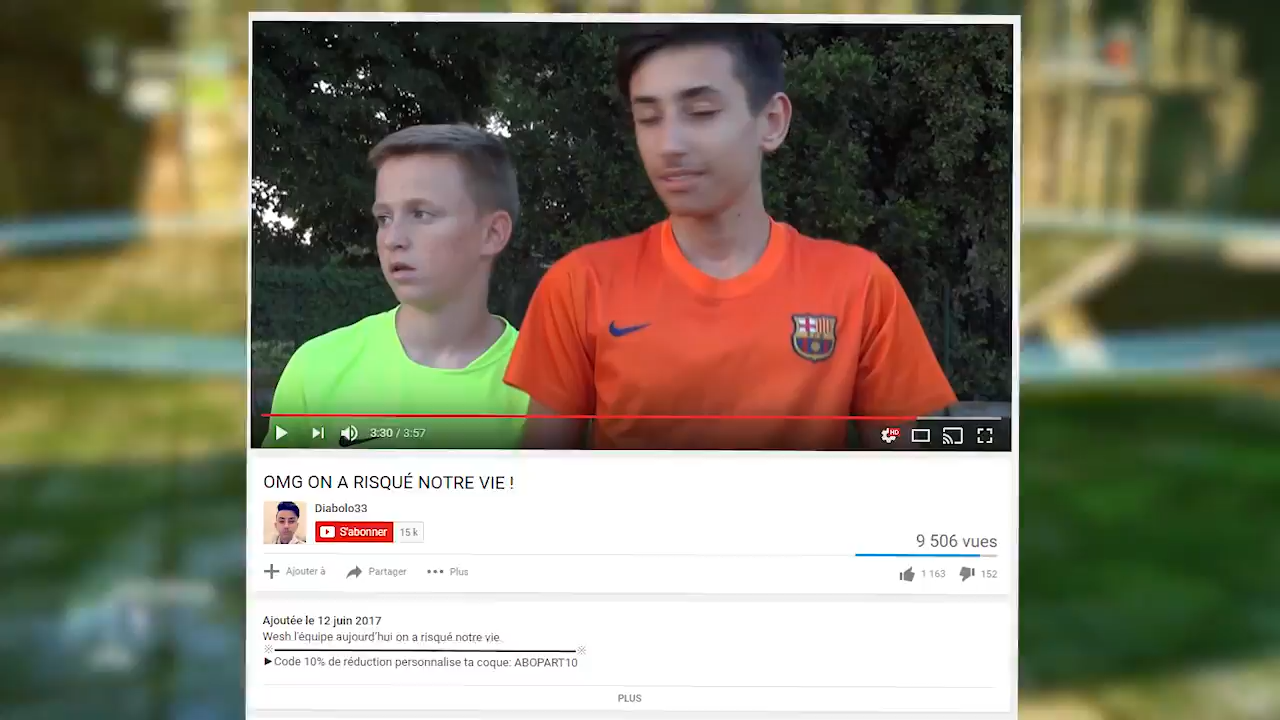 3:30 / 3:57
HD
OMG ON A RISQUÉ NOTRE VIE !
Diabolo33
S'abonner 15 k
9 506 vues
Ajouter à Partager Plus
1 163 152
Ajoutée le 12 juin 2017
Wesh l'équipe aujourd'hui on a risqué notre vie.
※▬▬▬▬▬▬▬▬▬▬▬▬▬▬▬▬▬▬※
►Code 10% de réduction personnalise ta coque: ABOPART10
PLUS